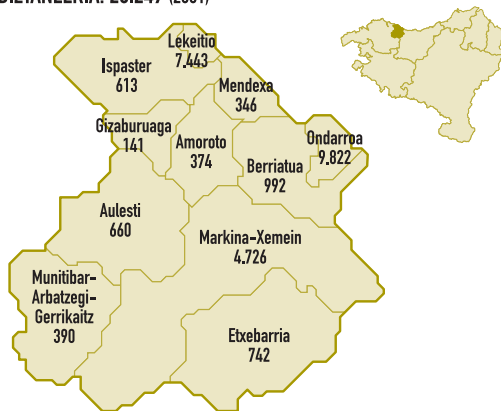 (2001)
Lekeitio
7.443
Ispaster
613
Mendexa
346
Gizaburuaga
141
Amoroto
374
Ondarroa
9.822
Berriatua
992
Aulesti
660
Markina-Xemein
4.726
Munitibar-
Arbatzegi-
Gerrikaitz
390
Etxebarria
742